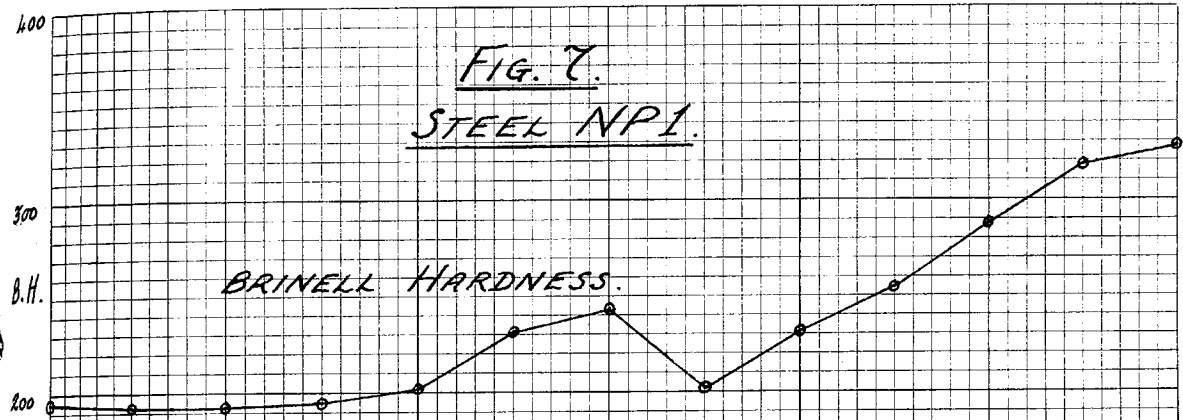 400
FIG. 7.
STEEL NP1.
300
BRINELL HARDNESS.
B.H.
200